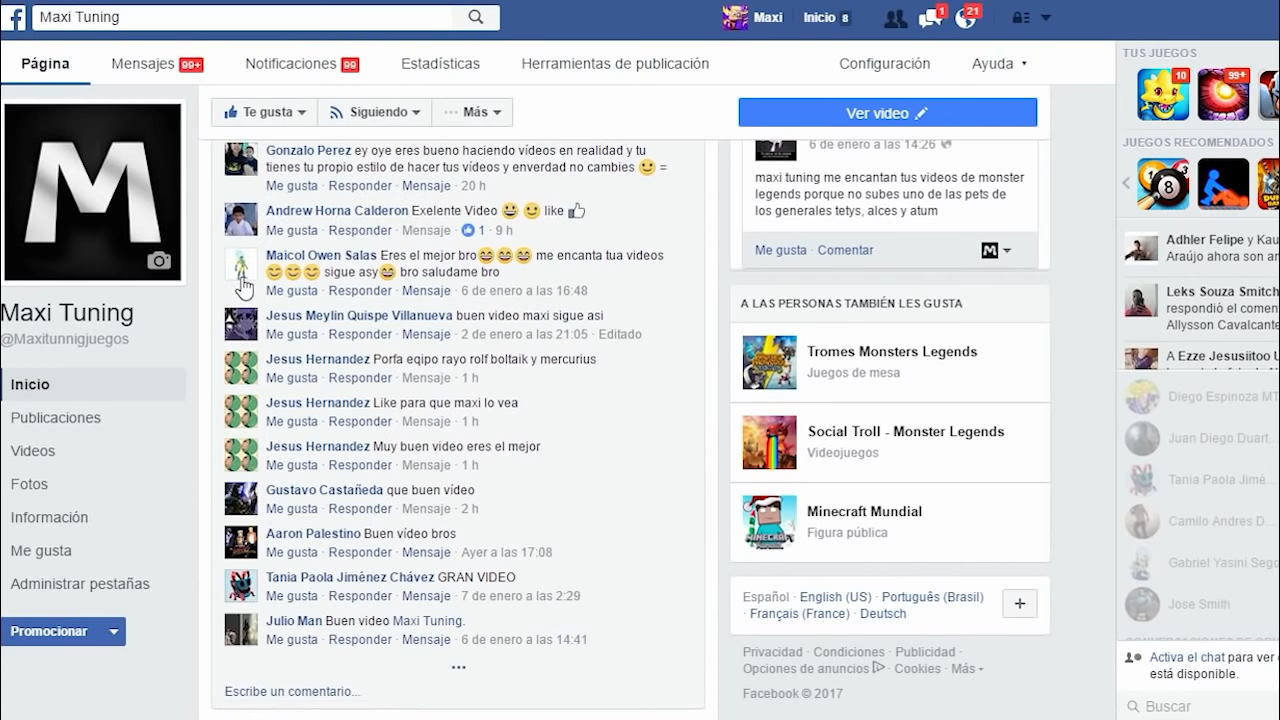 Maxi Tuning
Maxi
Inicio 8
1
21
Página
Mensajes 99+
Notificaciones 99
Estadísticas
Herramientas de publicación
Configuración
Ayuda
Te gusta
Siguiendo
Más
Ver video
M
Maxi Tuning
@Maxitunnigjuegos
Inicio
Publicaciones
Videos
Fotos
Información
Me gusta
Administrar pestañas
Promocionar
Gonzalo Perez ey oye eres bueno haciendo vídeos en realidad y tu
tienes tu propio estilo de hacer tus vídeos y enverdad no cambies =
Me gusta · Responder · Mensaje · 20 h
Andrew Horna Calderon Exelente Video like
Me gusta · Responder · Mensaje · 1 · 9 h
Maicol Owen Salas Eres el mejor bro me encanta tua videos
sigue asy bro saludame bro
Me gusta · Responder · Mensaje · 6 de enero a las 16:48
Jesus Meylin Quispe Villanueva buen video maxi sigue asi
Me gusta · Responder · Mensaje · 2 de enero a las 21:05 · Editado
Jesus Hernandez Porfa eqipo rayo rolf boltaik y mercurius
Me gusta · Responder · Mensaje · 1 h
Jesus Hernandez Like para que maxi lo vea
Me gusta · Responder · Mensaje · 1 h
Jesus Hernandez Muy buen video eres el mejor
Me gusta · Responder · Mensaje · 1 h
Gustavo Castañeda que buen vídeo
Me gusta · Responder · Mensaje · 2 h
Aaron Palestino Buen vídeo bros
Me gusta · Responder · Mensaje · Ayer a las 17:08
Tania Paola Jiménez Chávez GRAN VIDEO
Me gusta · Responder · Mensaje · 7 de enero a las 2:29
Julio Man Buen video Maxi Tuning.
Me gusta · Responder · Mensaje · 6 de enero a las 14:41
...
Escribe un comentario...
6 de enero a las 14:26
maxi tuning me encantan tus videos de monster
legends porque no subes uno de las pets de
los generales tetys, alces y atum
Me gusta · Comentar
M
A LAS PERSONAS TAMBIÉN LES GUSTA
Tromes Monsters Legends
Juegos de mesa
Social Troll - Monster Legends
Videojuegos
Minecraft Mundial
Figura pública
Español · English (US) · Português (Brasil)
· Français (France) · Deutsch
+
Privacidad · Condiciones · Publicidad ·
Opciones de anuncios · Cookies · Más
Facebook © 2017
TUS JUEGOS
10
99+
JUEGOS RECOMENDADOS
8
Adhler Felipe y Kau
Araújo ahora son an
Leks Souza Smitch
respondió el comen
Allysson Cavalcante
A Ezze Jesusiitoo L
Diego Espinoza MT
Juan Diego Duart...
Tania Paola Jimé...
Camilo Andres D...
Gabriel Yasini Sego
Jose Smith
Activa el chat para ver
está disponible.
Buscar